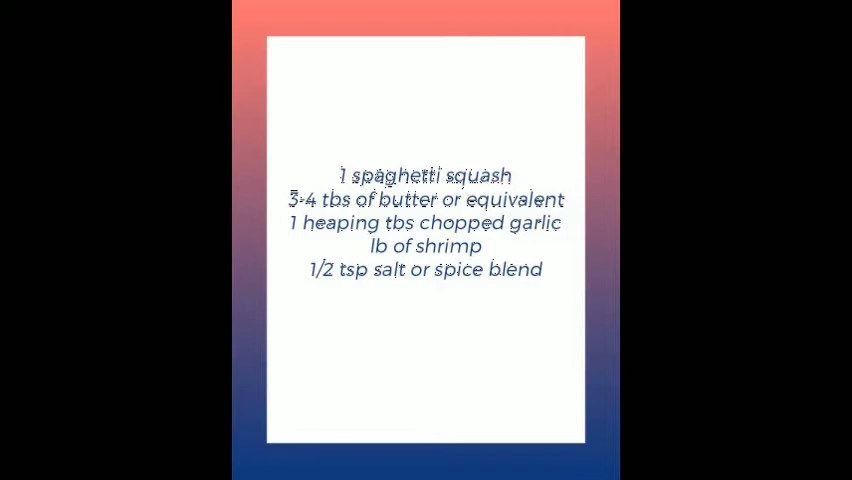 1 spaghetti squash
3-4 tbs of butter or equivalent
1 heaping tbs chopped garlic
lb of shrimp
1/2 tsp salt or spice blend